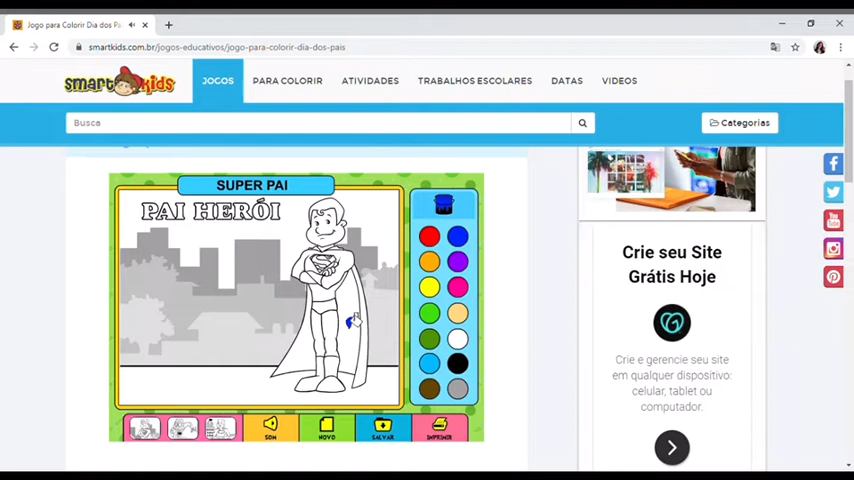 Jogo para Colorir Dia dos Pa
smartkids.com.br/jogos-educativos/jogo-para-colorir-dia-dos-pais
smart kids
JOGOS
PARA COLORIR
ATIVIDADES
TRABALHOS ESCOLARES
DATAS
VIDEOS
Busca
Categorias
SUPER PAI
PAI HERÓI
S
SOM
NOVO
SALVAR
IMPRIMIR
Crie seu Site
Grátis Hoje
Crie e gerencie seu site
em qualquer dispositivo:
celular, tablet ou
computador.